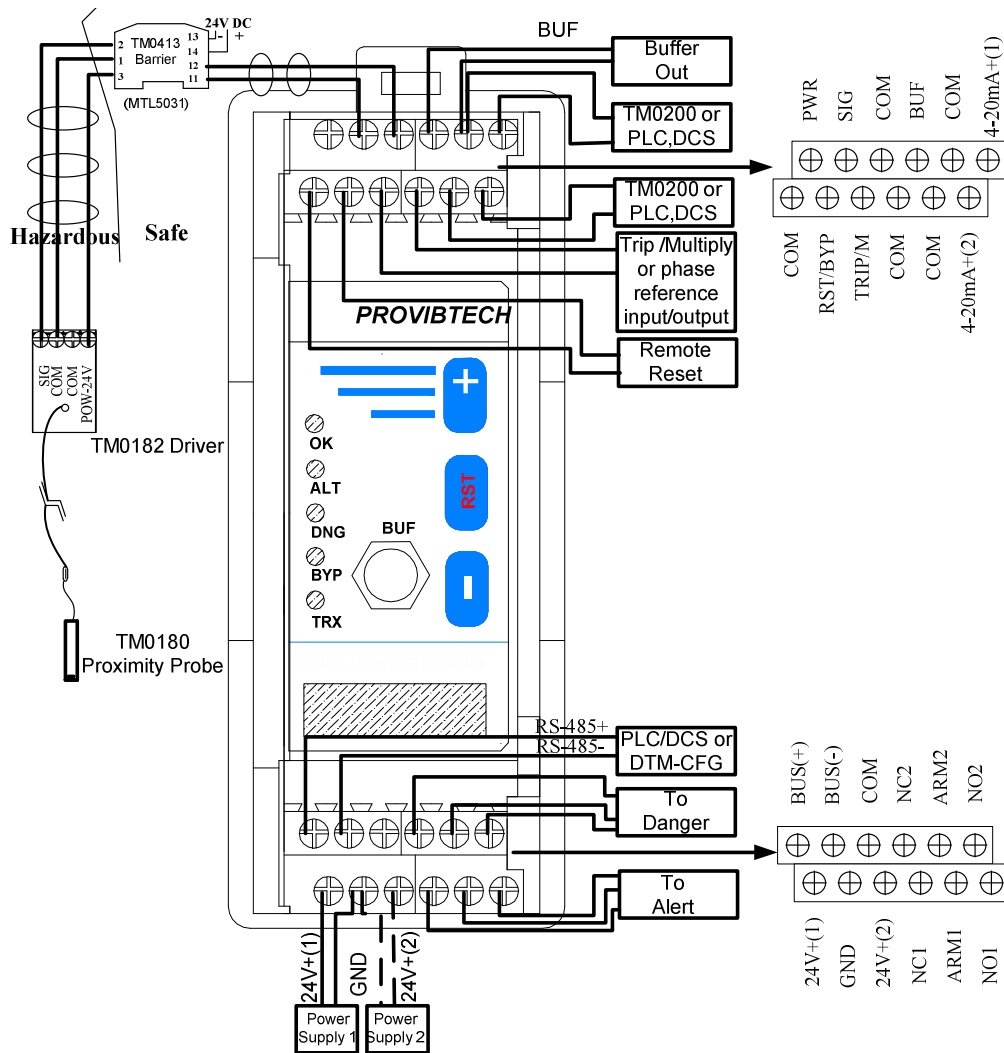 24V DC
- +
TM0413
Barrier
2
1
3
13
14
12
11
(MTL5031)
BUF
Buffer
Out
TM0200 or
PLC,DCS
TM0200 or
PLC,DCS
Trip /Multiply
or phase
reference
input/output
Remote
Reset
PWR
SIG
COM
BUF
COM
4-20mA+(1)
COM
RST/BYP
TRIP/M
COM
COM
4-20mA+(2)
Hazardous
Safe
SIG
COM
COM
POW-24V
TM0182 Driver
TM0180
Proximity Probe
PROVIBTECH
+
RST
-
OK
ALT
DNG
BYP
TRX
BUF
RS-485+
RS-485-
PLC/DCS or
DTM-CFG
To
Danger
To
Alert
BUS(+)
BUS(-)
COM
NC2
ARM2
NO2
24V+(1)
GND
24V+(2)
NC1
ARM1
NO1
24V+(1)
GND
24V+(2)
Power
Supply 1
Power
Supply 2